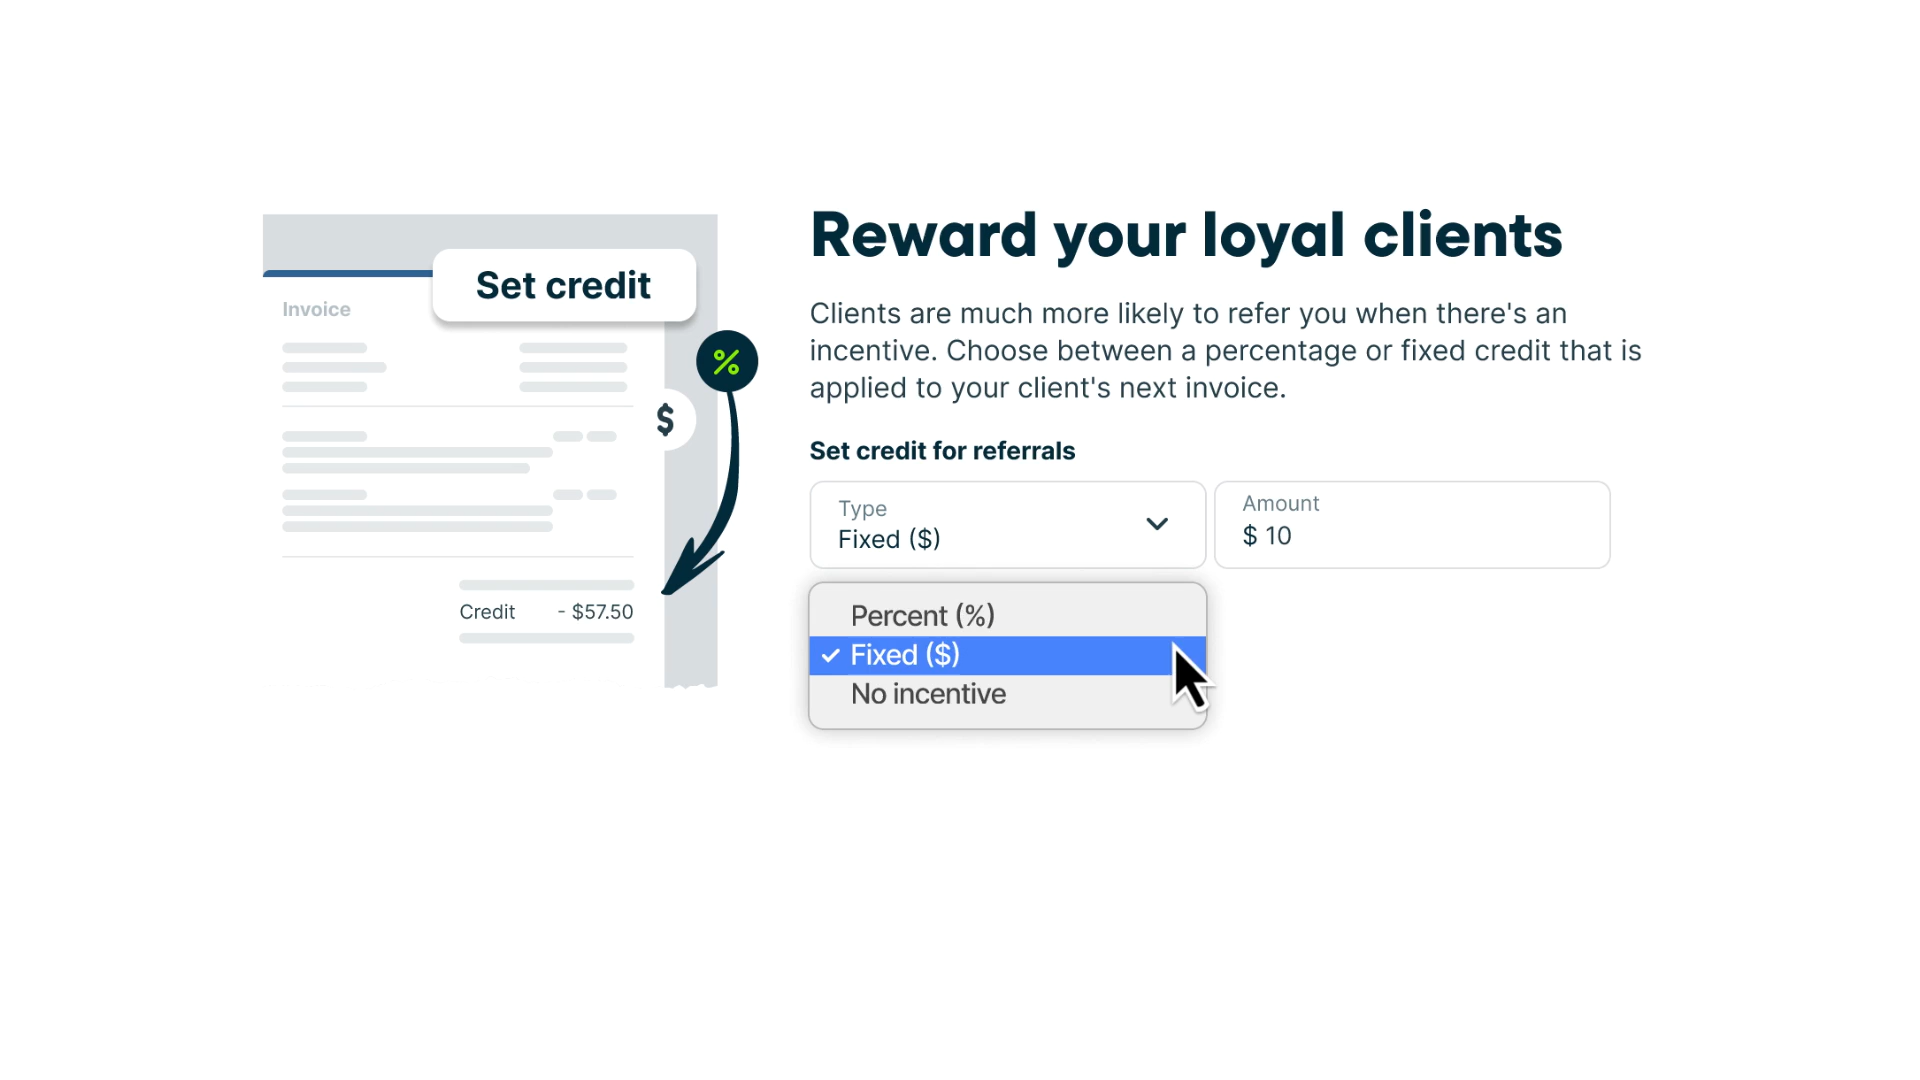 Set credit
Invoice
%
$
Credit - $57.50
Reward your loyal clients
Clients are much more likely to refer you when there's an
incentive. Choose between a percentage or fixed credit that is
applied to your client's next invoice.
Set credit for referrals
Type
Fixed ($)
Amount
$ 10
Percent (%)
Fixed ($)
No incentive